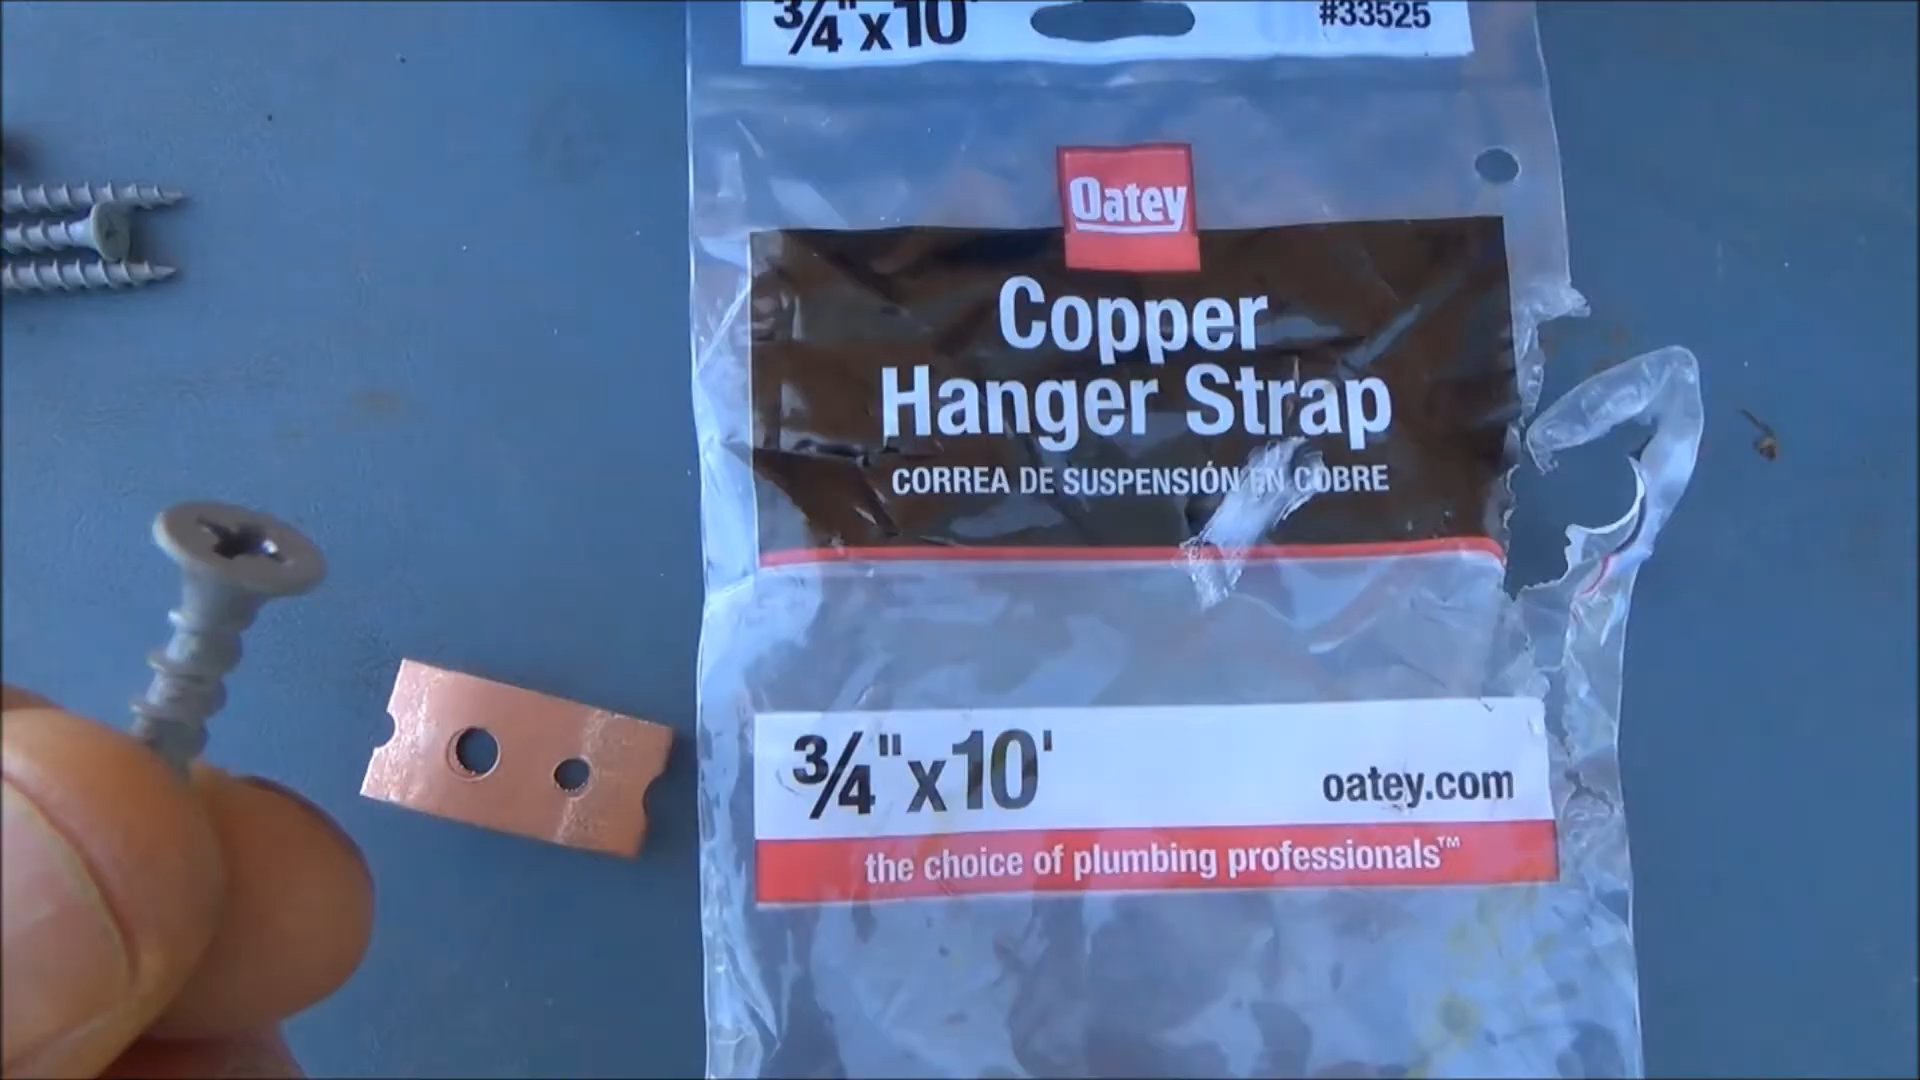 3/4"x10'
#33525
Oatey
Copper
Hanger Strap
CORREA DE SUSPENSIÓN EN COBRE
3/4"x10'
oatey.com
the choice of plumbing professionals™